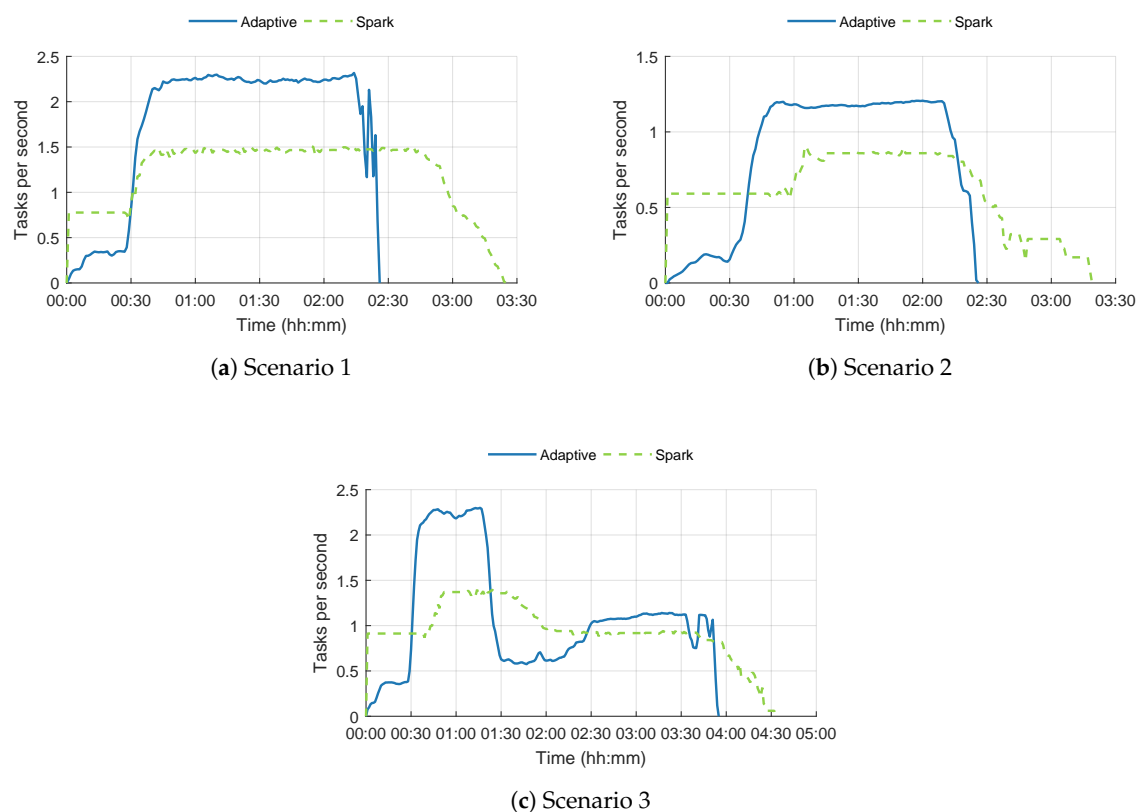 Adaptive Spark
Adaptive Spark
2.5
2
1.5
1
0.5
0
Tasks per second
00:00 00:30 01:00 01:30 02:00 02:30 03:00 03:30
Time (hh:mm)
(a) Scenario 1
1.5
1
0.5
0
Tasks per second
00:00 00:30 01:00 01:30 02:00 02:30 03:00 03:30
Time (hh:mm)
(b) Scenario 2
Adaptive Spark
2.5
2
1.5
1
0.5
0
Tasks per second
00:00 00:30 01:00 01:30 02:00 02:30 03:00 03:30 04:00 04:30 05:00
Time (hh:mm)
(c) Scenario 3